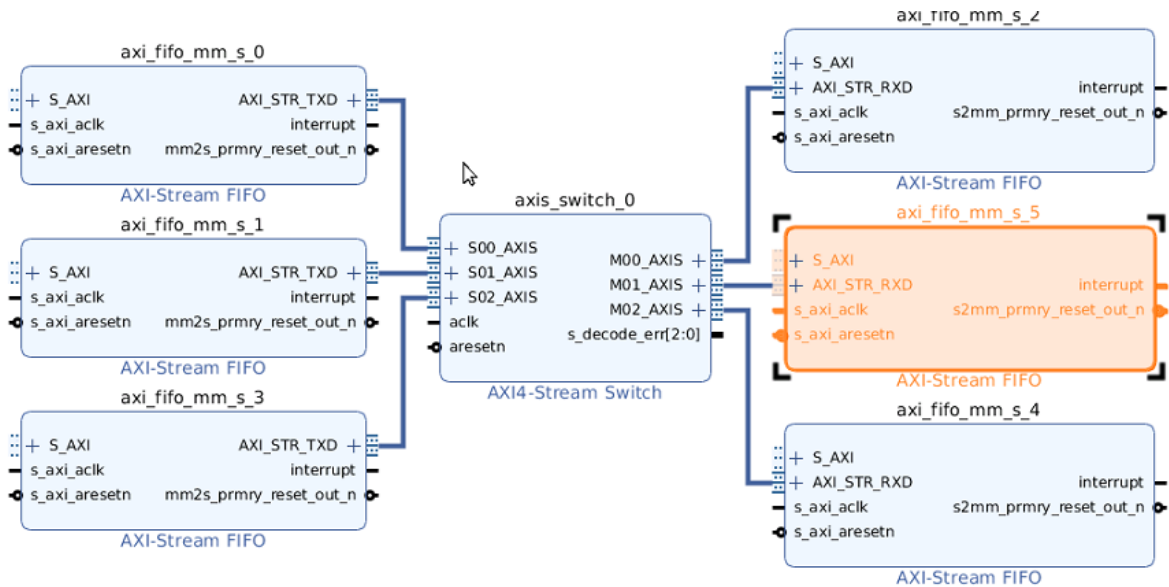 axi_fifo_mm_s_0
S_AXI AXI_STR_TXD
s_axi_aclk interrupt
s_axi_aresetn mm2s_prmry_reset_out_n
AXI-Stream FIFO
axi_fifo_mm_s_1
S_AXI AXI_STR_TXD
s_axi_aclk interrupt
s_axi_aresetn mm2s_prmry_reset_out_n
AXI-Stream FIFO
axi_fifo_mm_s_3
S_AXI AXI_STR_TXD
s_axi_aclk interrupt
s_axi_aresetn mm2s_prmry_reset_out_n
AXI-Stream FIFO
axis_switch_0
S00_AXIS
S01_AXIS M00_AXIS
S02_AXIS M01_AXIS
aclk M02_AXIS
aresetn s_decode_err[2:0]
AXI4-Stream Switch
axi_fifo_mm_s_2
S_AXI
AXI_STR_RXD interrupt
s_axi_aclk s2mm_prmry_reset_out_n
s_axi_aresetn
AXI-Stream FIFO
axi_fifo_mm_s_5
S_AXI
AXI_STR_RXD interrupt
s_axi_aclk s2mm_prmry_reset_out_n
s_axi_aresetn
AXI-Stream FIFO
axi_fifo_mm_s_4
S_AXI
AXI_STR_RXD interrupt
s_axi_aclk s2mm_prmry_reset_out_n
s_axi_aresetn
AXI-Stream FIFO